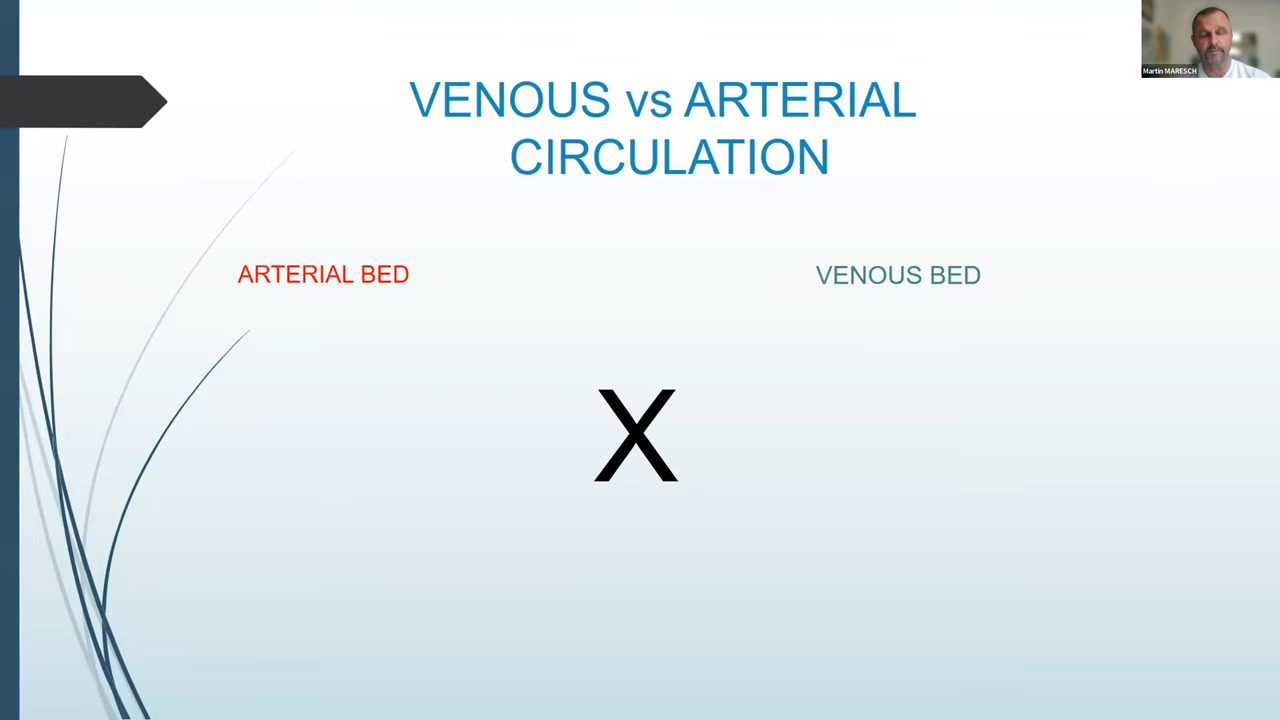 Martin MARESCH
VENOUS vs ARTERIAL
CIRCULATION
ARTERIAL BED
VENOUS BED
X